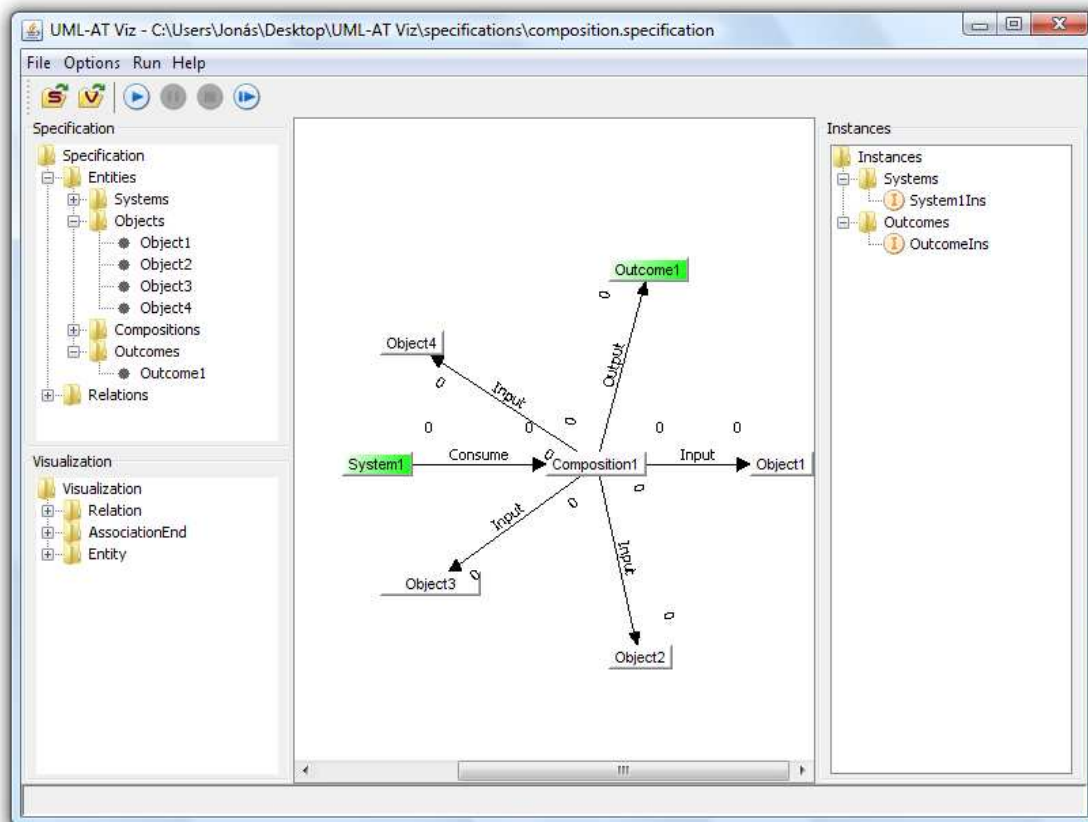 UML-AT Viz - C:\Users\Jonás\Desktop\UML-AT Viz\specifications\composition.specification
File Options Run Help
S V
Specification
Specification
Entities
Systems
Objects
Object1
Object2
Object3
Object4
Compositions
Outcomes
Outcome1
Relations
Visualization
Visualization
Relation
AssociationEnd
Entity
Outcome1
0
Output
Object4
0
Input
0
0
0
0
0
System1
Consume
0
Composition1
Input
Object1
0
0
Input
Object3
0
Input
0
Object2
Instances
Instances
Systems
I System1Ins
Outcomes
I OutcomeIns